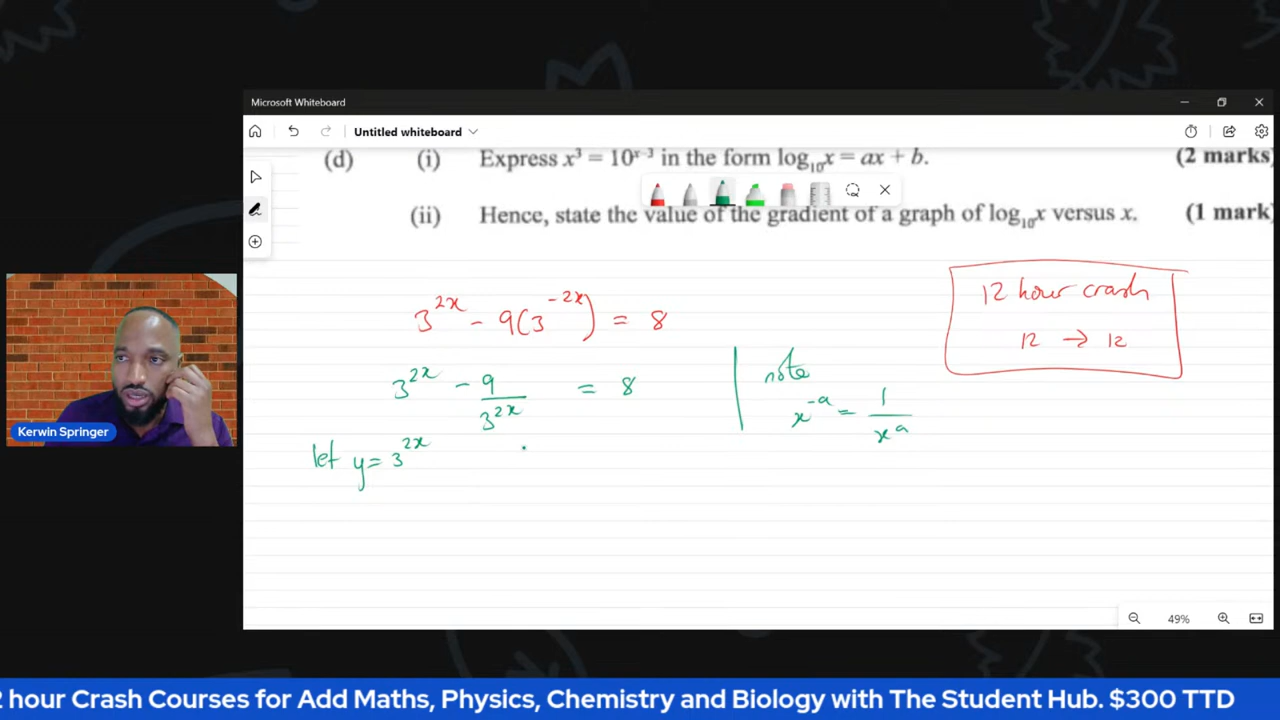 Microsoft Whiteboard
Untitled whiteboard
(d) (i) Express x³ = 10ˣ⁻³ in the form log₁₀x = ax + b. (2 marks)
(ii) Hence, state the value of the gradient of a graph of log₁₀x versus x. (1 mark)
12 hour crash
12 → 12
3²ˣ - 9(3⁻²ˣ) = 8
3²ˣ - 9/3²ˣ = 8
note
x⁻ᵃ = 1/xᵃ
let y = 3²ˣ
Kerwin Springer
49%
2 hour Crash Courses for Add Maths, Physics, Chemistry and Biology with The Student Hub. $300 TTD